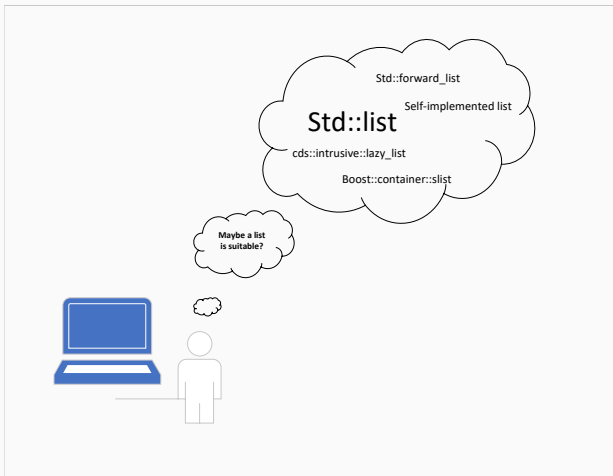 Std::forward_list
Self-implemented list
Std::list
cds::intrusive::lazy_list
Boost::container::slist
Maybe a list
is suitable?